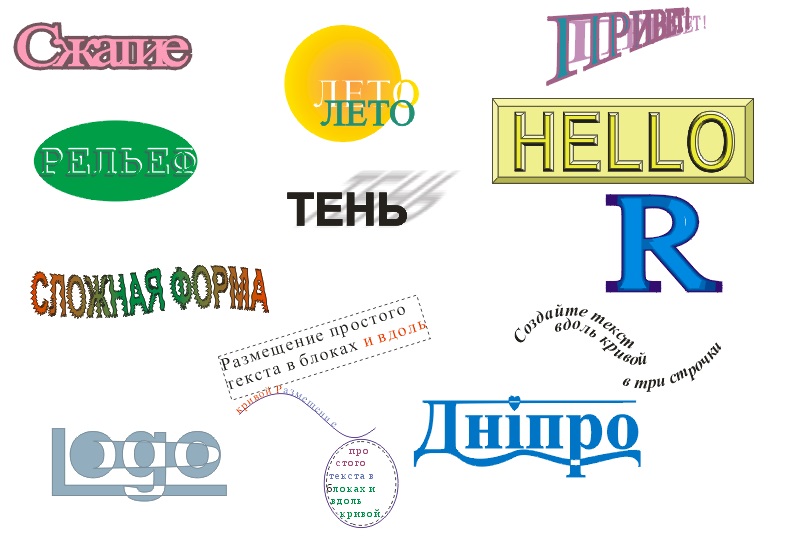 Сжатие
ЛЕТО
ЛЕТО
ПРИВЕТ!
РЕЛЬЕФ
HELLO
ТЕНЬ
R
СЛОЖНАЯ ФОРМА
Размещение простого
текста в блоках и вдоль
кривой Размещение
про
стого
текста в
блоках и
вдоль
кривой.
Создайте текст
вдоль кривой
в три строчки
Дніпро
Logo